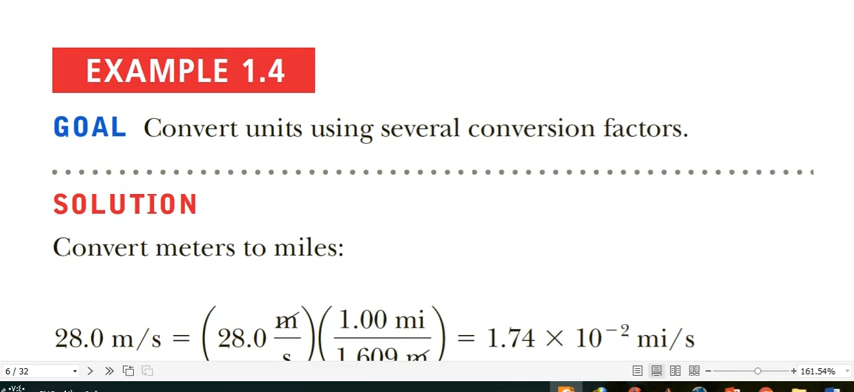 EXAMPLE 1.4
GOAL Convert units using several conversion factors.
SOLUTION
Convert meters to miles:
28.0 m/s = (28.0 m/s)(1.00 mi/1 609 m) = 1.74 × 10⁻² mi/s
6 / 32
161.54%